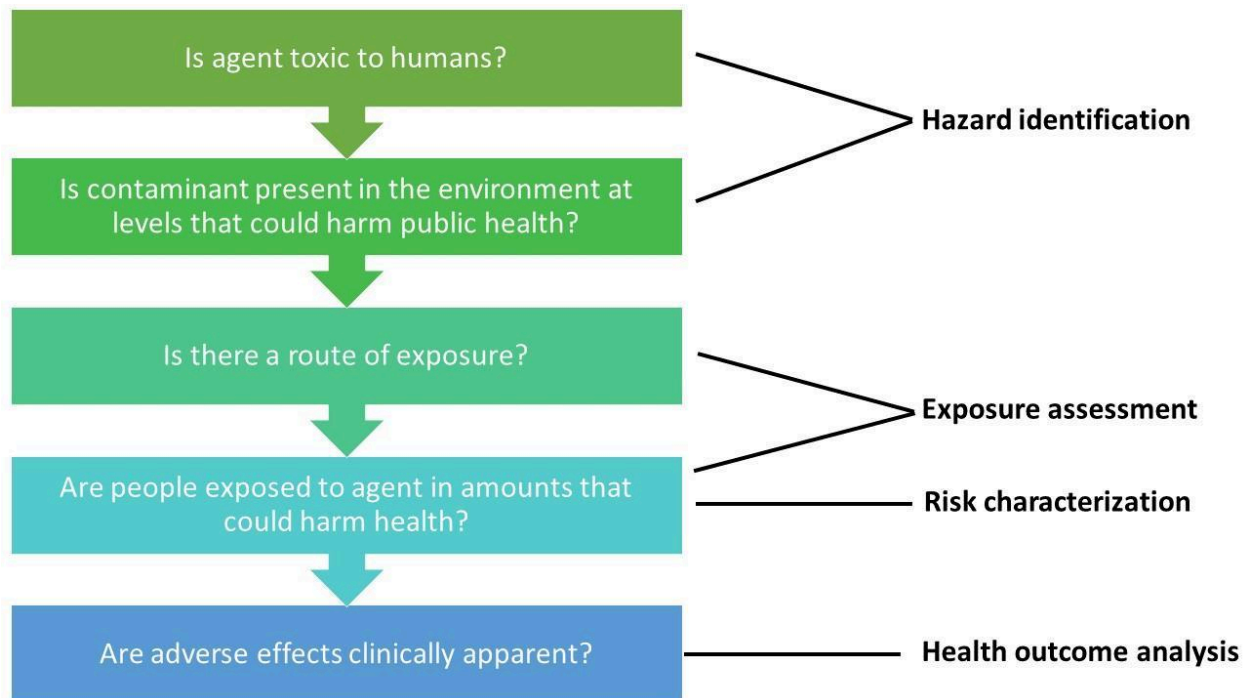 Is agent toxic to humans?
Hazard identification
Is contaminant present in the environment at
levels that could harm public health?
Is there a route of exposure?
Exposure assessment
Are people exposed to agent in amounts that
could harm health?
Risk characterization
Are adverse effects clinically apparent?
Health outcome analysis